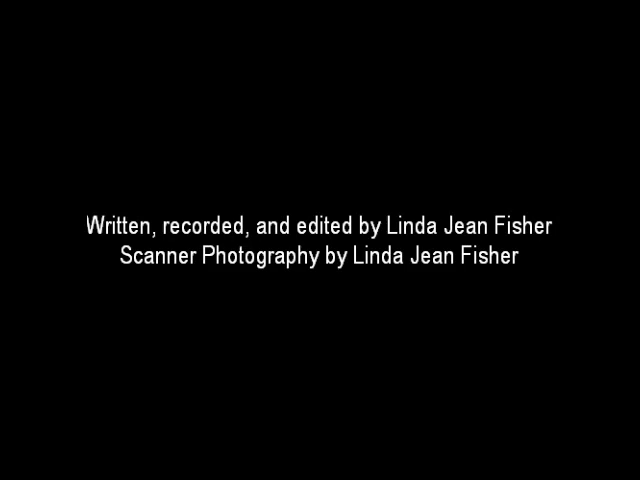 Written, recorded, and edited by Linda Jean Fisher
Scanner Photography by Linda Jean Fisher